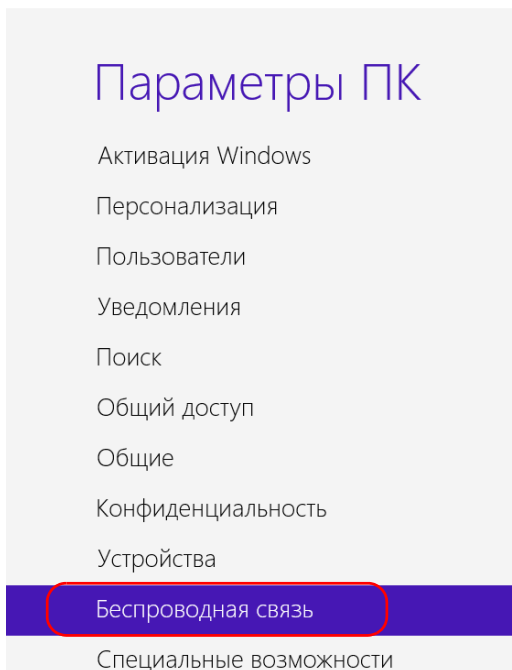 Параметры ПК
Активация Windows
Персонализация
Пользователи
Уведомления
Поиск
Общий доступ
Общие
Конфиденциальность
Устройства
Беспроводная связь
Специальные возможности